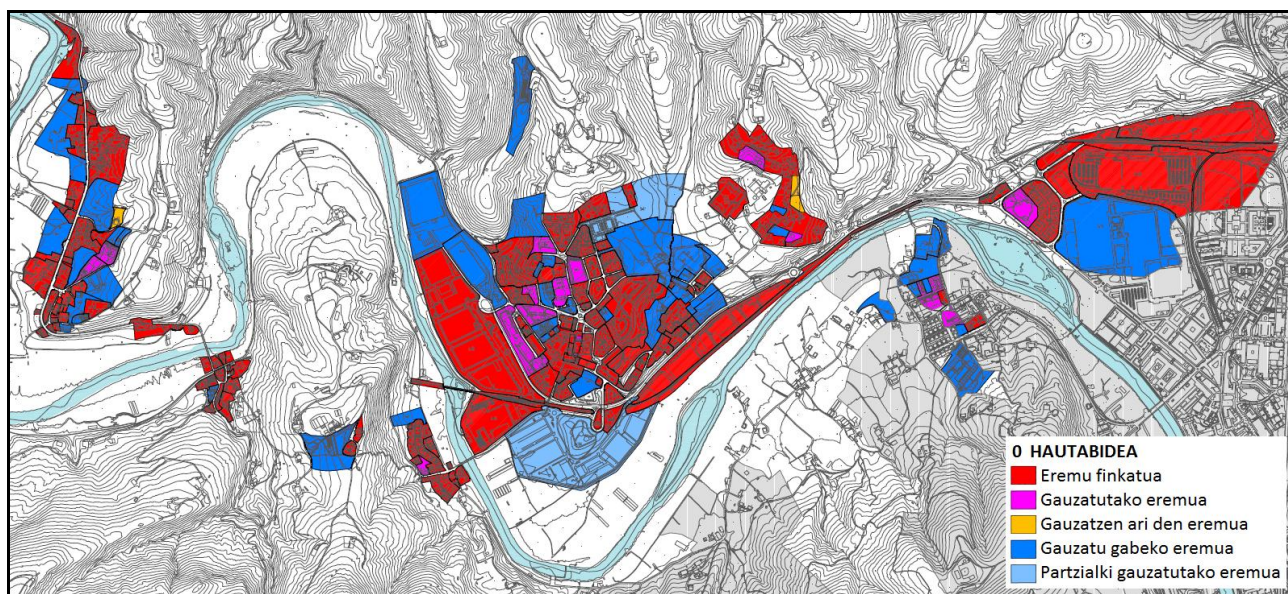 0 HAUTABIDEA
Eremu finkatua
Gauzatutako eremua
Gauzatzen ari den eremua
Gauzatu gabeko eremua
Partzialki gauzatutako eremua